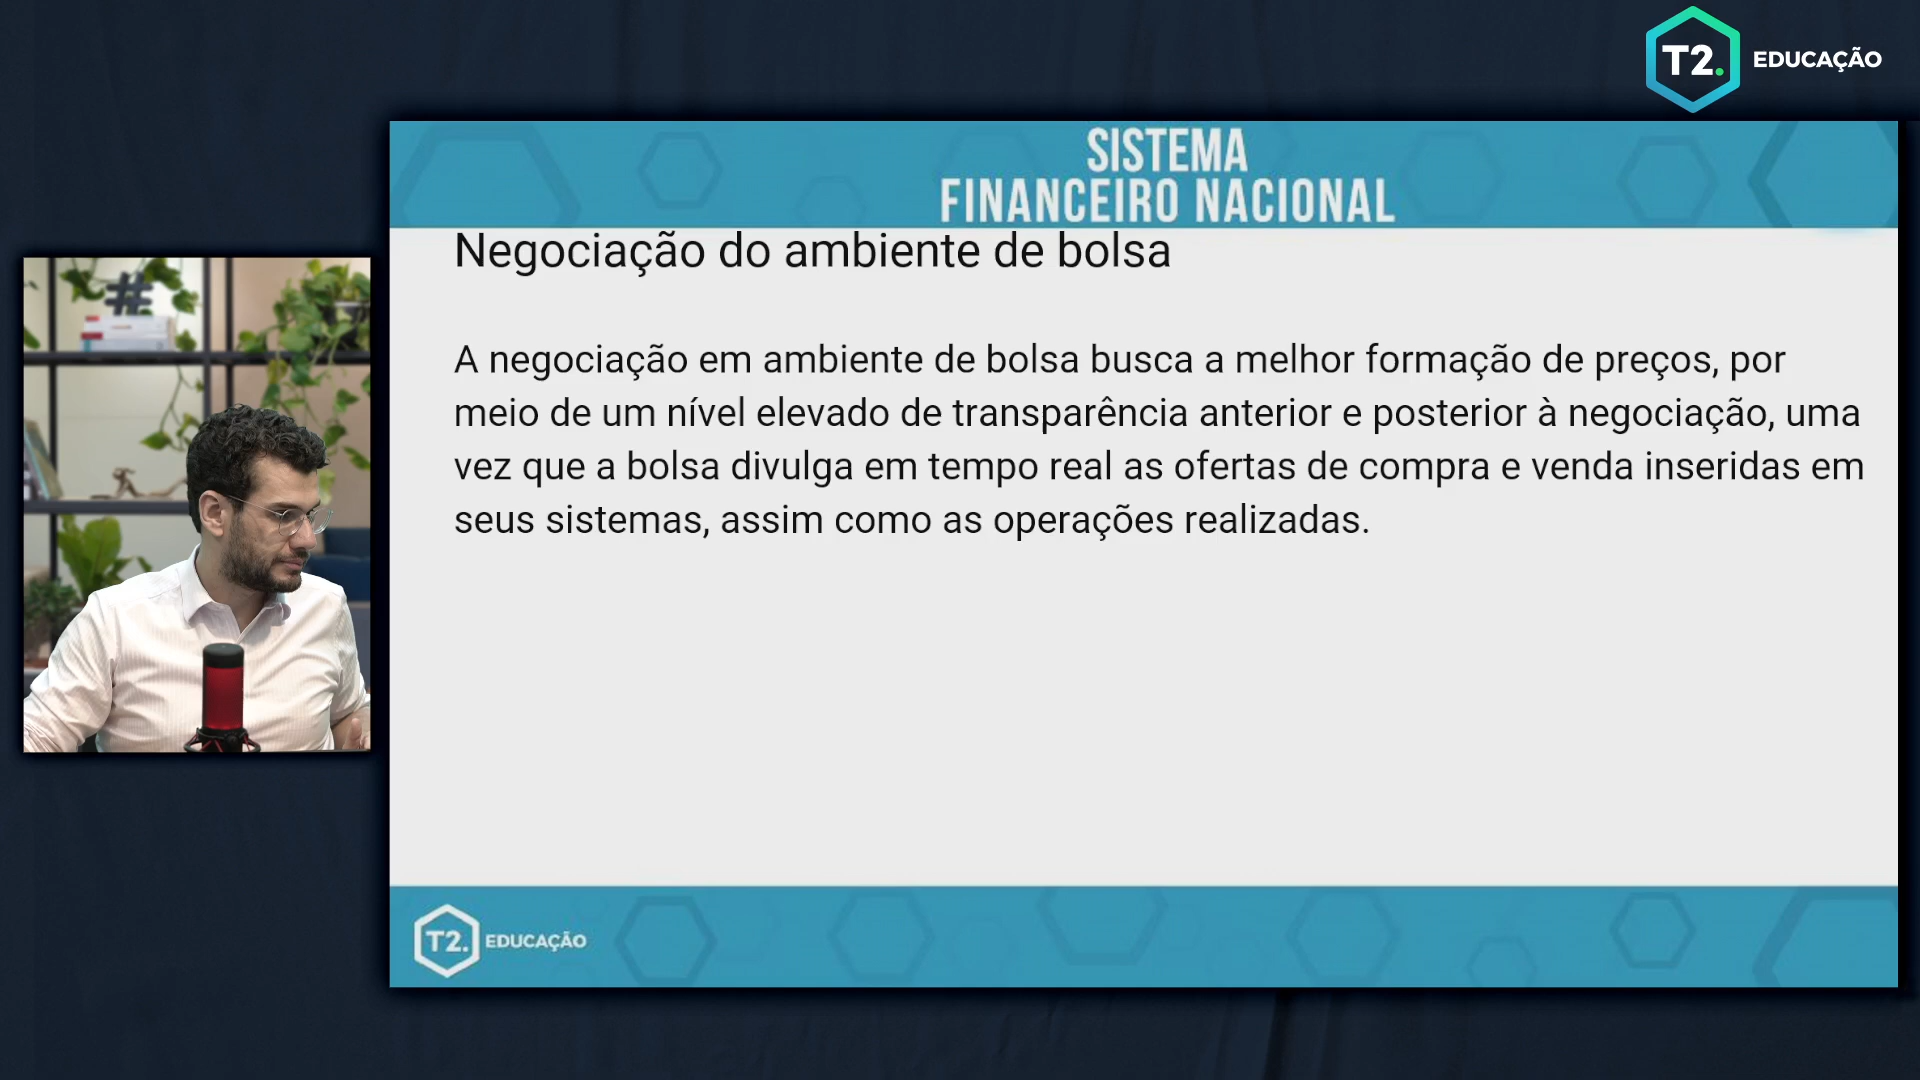 T2. EDUCAÇÃO
SISTEMA
FINANCEIRO NACIONAL
Negociação do ambiente de bolsa
A negociação em ambiente de bolsa busca a melhor formação de preços, por
meio de um nível elevado de transparência anterior e posterior à negociação, uma
vez que a bolsa divulga em tempo real as ofertas de compra e venda inseridas em
seus sistemas, assim como as operações realizadas.
T2. EDUCAÇÃO